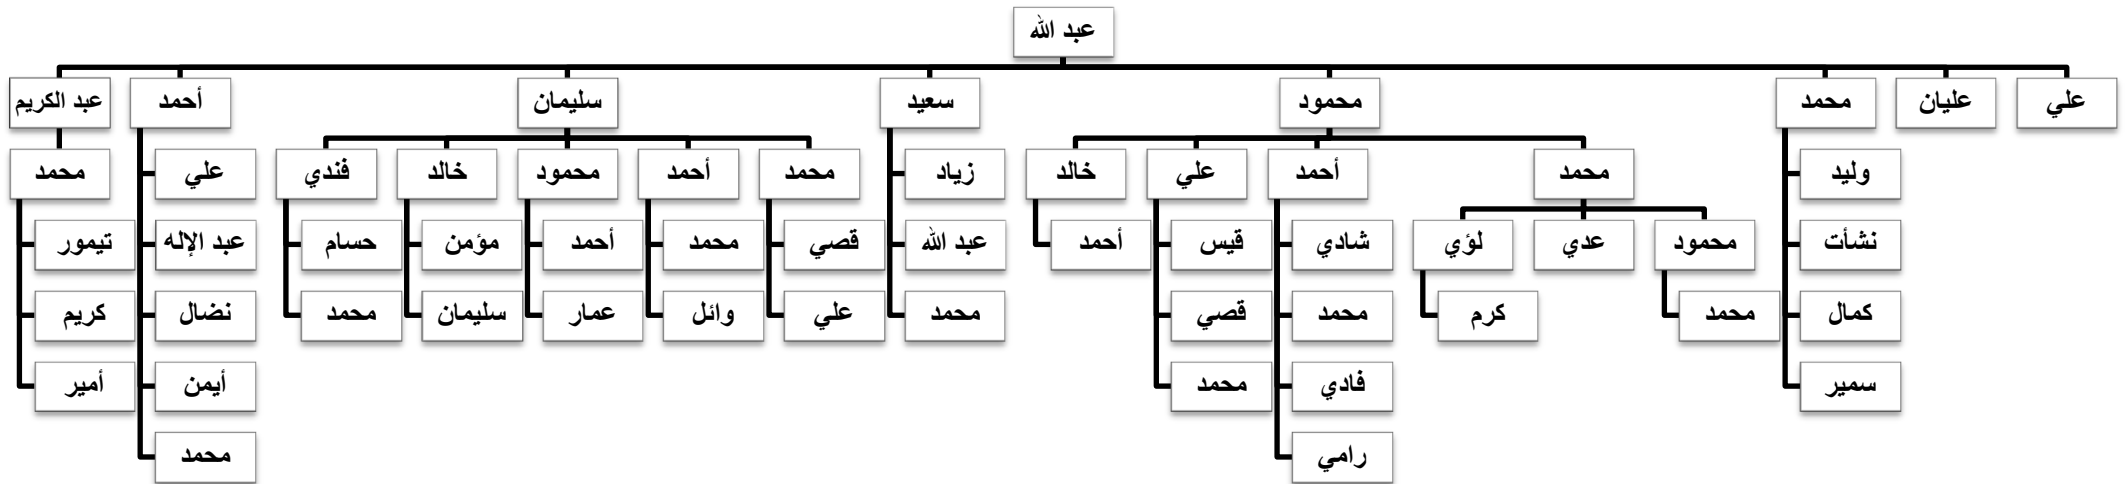 عبد الله
علي
عليان
محمد
محمود
سعيد
سليمان
أحمد
عبد الكريم
وليد
محمد
أحمد
علي
خالد
زياد
محمد
أحمد
محمود
خالد
فندي
علي
محمد
نشأت
محمود
عدي
لؤي
شادي
قيس
أحمد
عبد الله
قصي
محمد
أحمد
مؤمن
حسام
عبد الإله
تيمور
كمال
محمد
كرم
محمد
قصي
محمد
علي
وائل
عمار
سليمان
محمد
نضال
كريم
سمير
فادي
محمد
أيمن
أمير
رامي
محمد